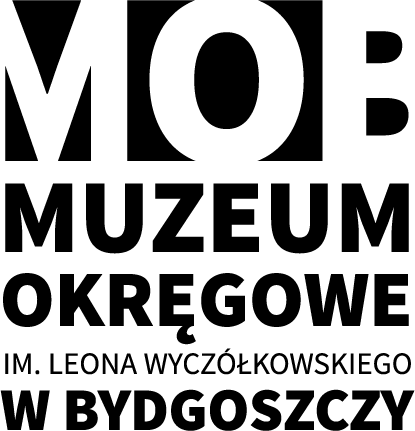 MOB
MUZEUM
OKRĘGOWE
IM. LEONA WYCZÓŁKOWSKIEGO
W BYDGOSZCZY